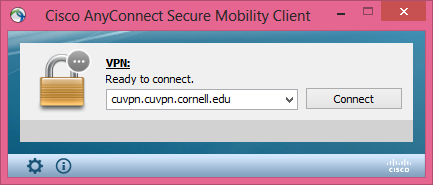 Cisco AnyConnect Secure Mobility Client
VPN:
Ready to connect.
cuvpn.cuvpn.cornell.edu
Connect
CISCO